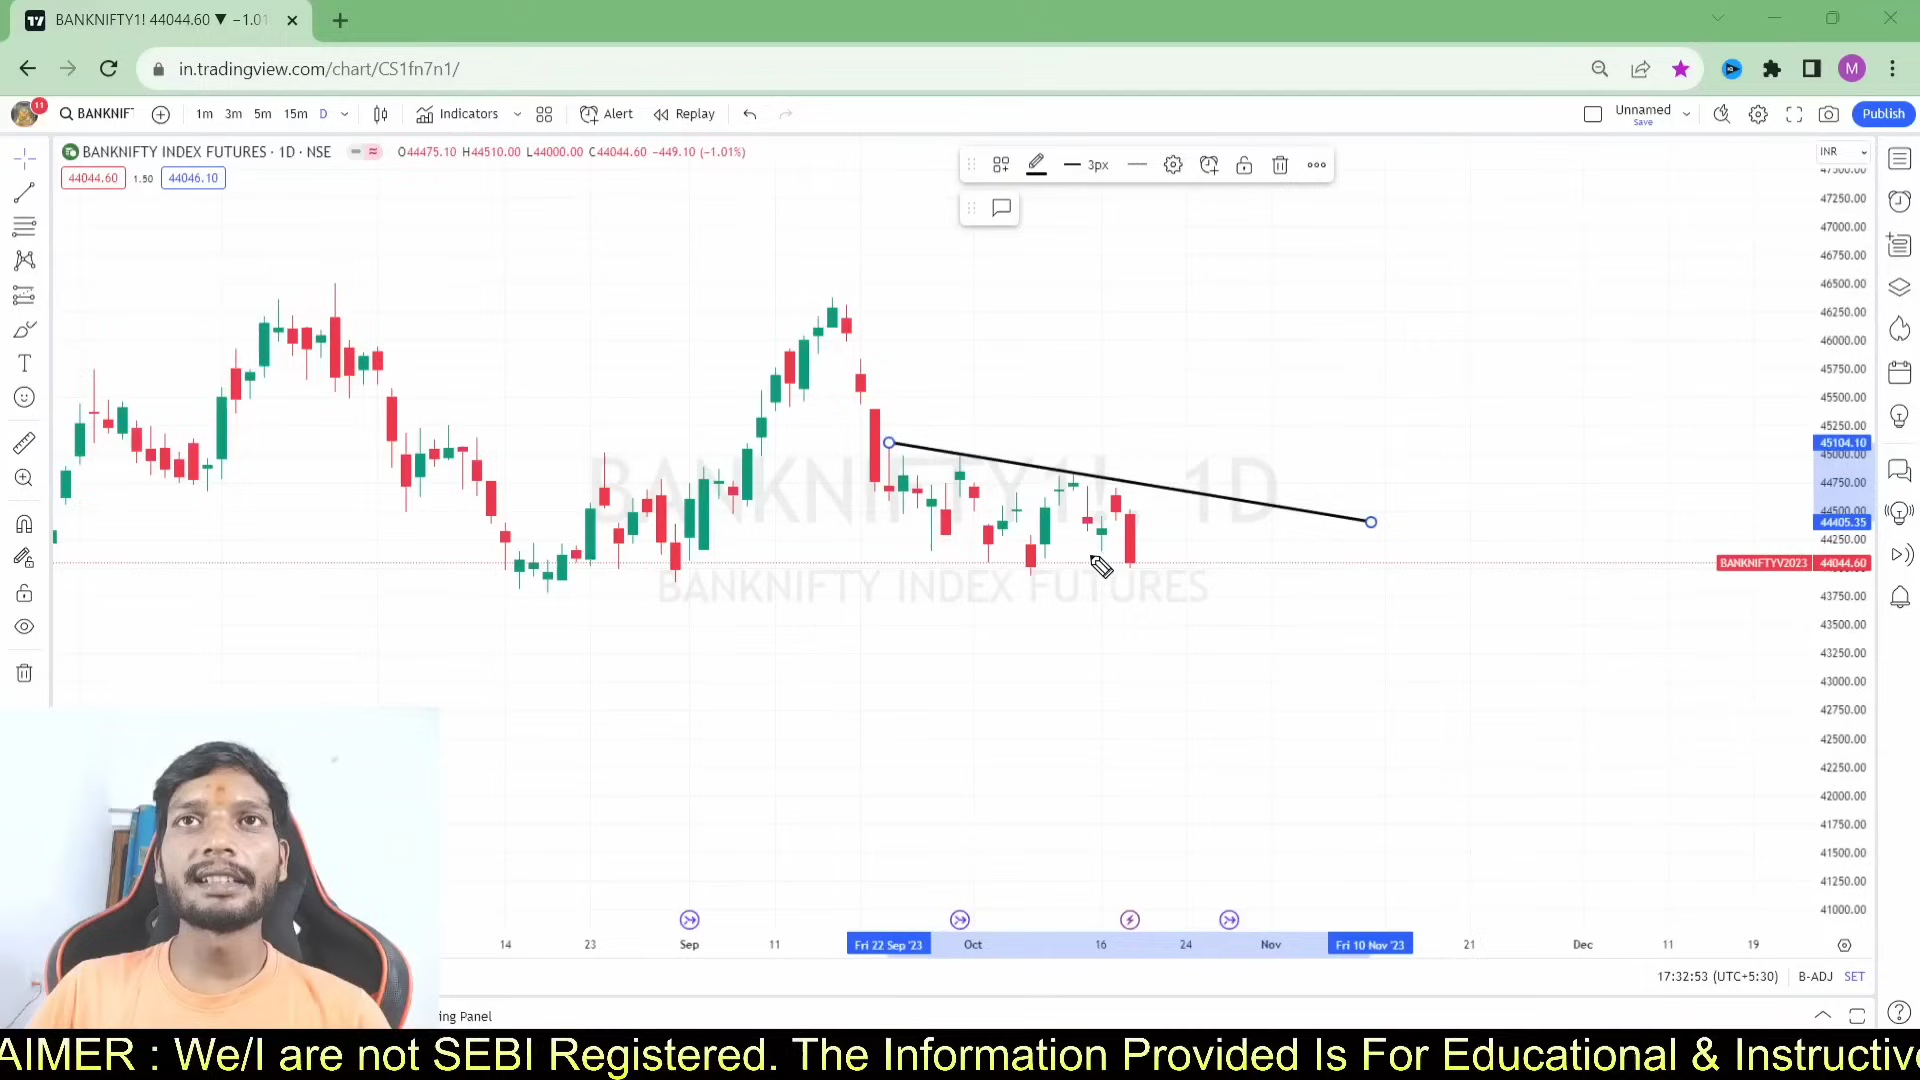 BANKNIFTY1! 44044.60 ▼ −1.01
in.tradingview.com/chart/CS1fn7n1/
M
11
BANKNIF
1m 3m 5m 15m D
Indicators
Alert
Replay
Unnamed
Save
Publish
BANKNIFTY INDEX FUTURES · 1D · NSE
O44475.10 H44510.00 L44000.00 C44044.60 −449.10 (−1.01%)
INR
44044.60
1.50
44046.10
3px
47500.00
47250.00
47000.00
46750.00
46500.00
46250.00
46000.00
45750.00
45500.00
45250.00
45104.10
45000.00
44750.00
44500.00
44405.35
44250.00
BANKNIFTYV2023 44044.60
43750.00
43500.00
43250.00
43000.00
42750.00
42500.00
42250.00
42000.00
41750.00
41500.00
41250.00
41000.00
BANKNIFTY1!, 1D
BANKNIFTY INDEX FUTURES
14 23 Sep 11 Fri 22 Sep '23 Oct 16 24 Nov Fri 10 Nov '23 21 Dec 11 19
17:32:53 (UTC+5:30)
B-ADJ
SET
ing Panel
AIMER : We/I are not SEBI Registered. The Information Provided Is For Educational & Instructive